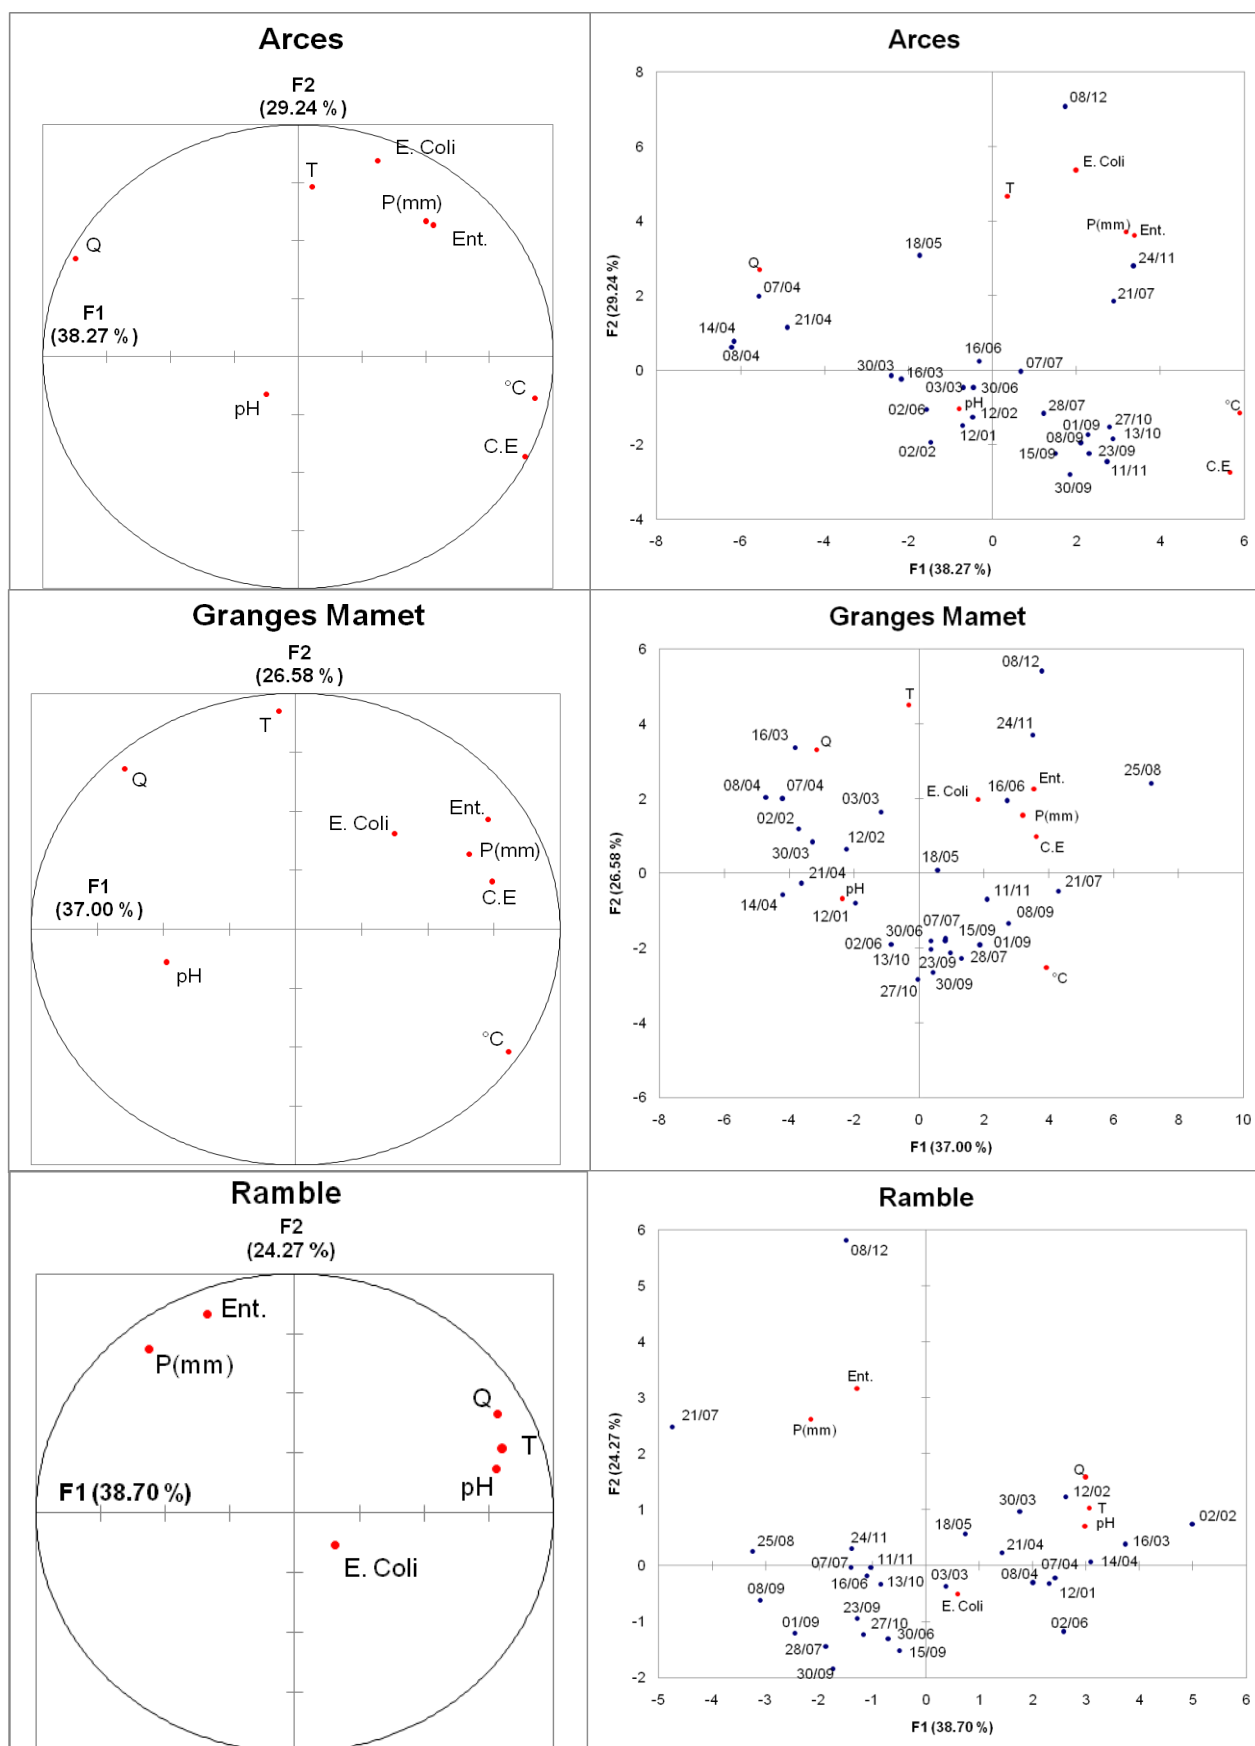 Arces
F2
(29.24 %)
E. Coli
T
P(mm)
Ent.
Q
F1
(38.27 %)
°C
pH
C.E
Arces
8
08/12
6
E. Coli
T
4
P(mm)
Ent.
18/05
24/11
Q
2
07/04
21/07
21/04
14/04
08/04
16/06
07/07
0
30/03
16/03
03/03
30/06
02/06
pH
12/02
28/07
°C
27/10
01/09
13/10
12/01
08/09
02/02
-2
15/09
23/09
11/11
C.E
30/09
-4
-8 -6 -4 -2 0 2 4 6
F1 (38.27 %)
F2 (29.24 %)
Granges Mamet
F2
(26.58 %)
T
Q
Ent.
E. Coli
P(mm)
F1
(37.00 %)
C.E
pH
°C
Granges Mamet
6
08/12
T
24/11
4
16/03
Q
25/08
Ent.
08/04
07/04
03/03
E. Coli
16/06
2
P(mm)
02/02
12/02
C.E
30/03
18/05
0
21/04
pH
21/07
14/04
12/01
11/11
08/09
30/06
07/07
15/09
02/06
01/09
-2
13/10
23/09
28/07
°C
27/10
30/09
-4
-6
-8 -6 -4 -2 0 2 4 6 8 10
F1 (37.00 %)
F2 (26.58 %)
Ramble
F2
(24.27 %)
Ent.
P(mm)
Q
T
F1 (38.70 %)
pH
E. Coli
Ramble
6
08/12
5
4
Ent.
3
21/07
P(mm)
2
Q
12/02
30/03
T
02/02
1
18/05
pH
25/08
24/11
21/04
16/03
07/07
11/11
07/04
14/04
0
16/06
13/10
03/03
08/04
12/01
08/09
E. Coli
23/09
02/06
-1
01/09
27/10
30/06
28/07
15/09
30/09
-2
-5 -4 -3 -2 -1 0 1 2 3 4 5 6
F1 (38.70 %)
F2 (24.27 %)